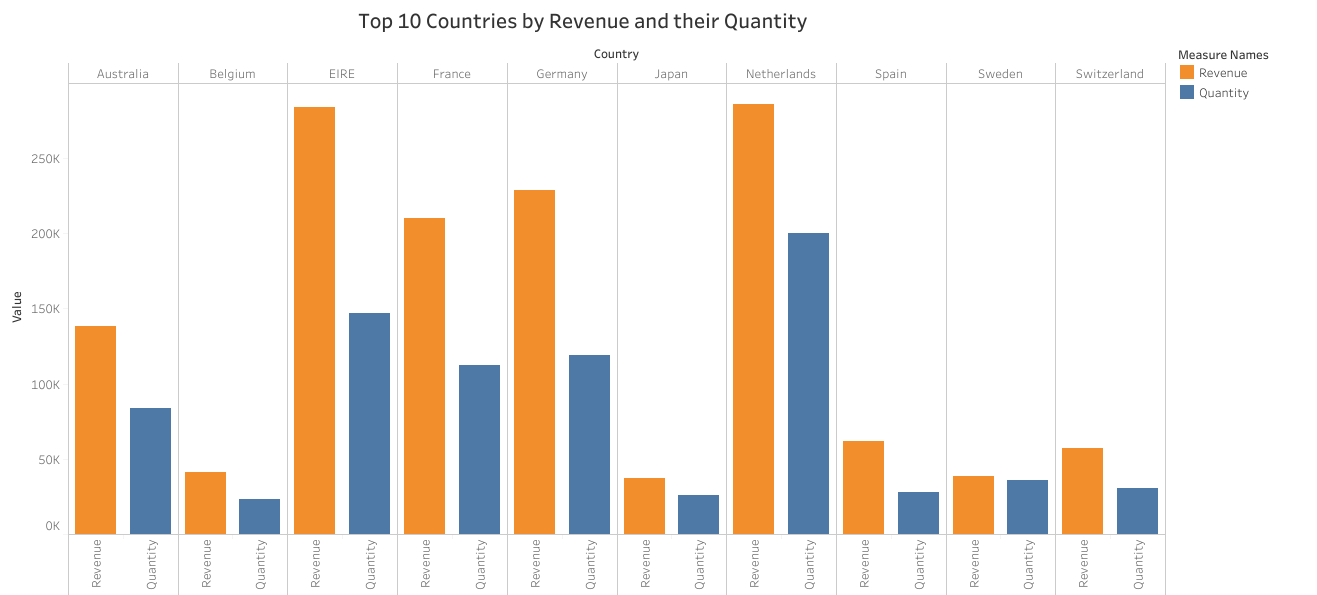 Top 10 Countries by Revenue and their Quantity
Country
Measure Names
Australia Belgium EIRE France Germany Japan Netherlands Spain Sweden Switzerland
Revenue
Quantity
250K
200K
150K
100K
50K
0K
Value
Revenue Quantity Revenue Quantity Revenue Quantity Revenue Quantity Revenue Quantity Revenue Quantity Revenue Quantity Revenue Quantity Revenue Quantity Revenue Quantity